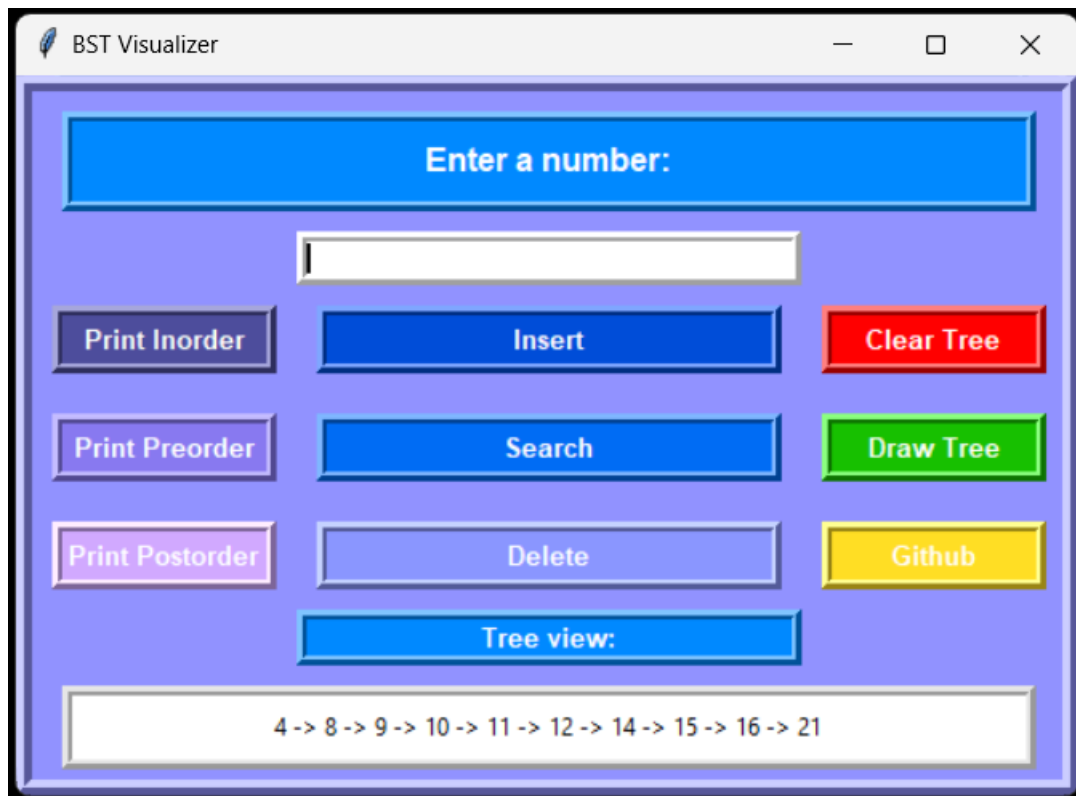 BST Visualizer
Enter a number:
Print Inorder
Insert
Clear Tree
Print Preorder
Search
Draw Tree
Print Postorder
Delete
Github
Tree view:
4 -> 8 -> 9 -> 10 -> 11 -> 12 -> 14 -> 15 -> 16 -> 21